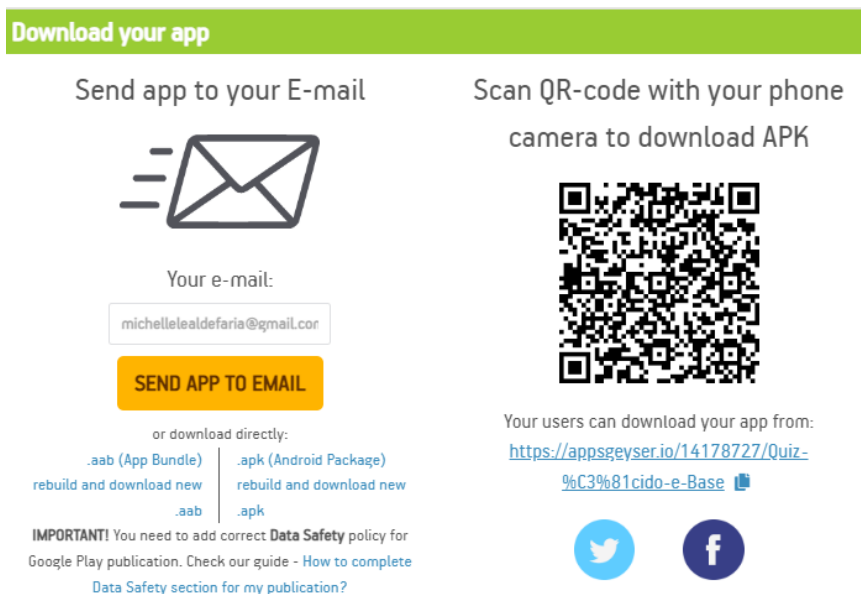 Download your app
Send app to your E-mail
Your e-mail:
michellelealdefaria@gmail.cor
SEND APP TO EMAIL
or download directly:
.aab (App Bundle)
rebuild and download new
.aab
.apk (Android Package)
rebuild and download new
.apk
IMPORTANT! You need to add correct Data Safety policy for
Google Play publication. Check our guide - How to complete
Data Safety section for my publication?
Scan QR-code with your phone
camera to download APK
Your users can download your app from:
https://appsgeyser.io/14178727/Quiz-
%C3%81cido-e-Base
f